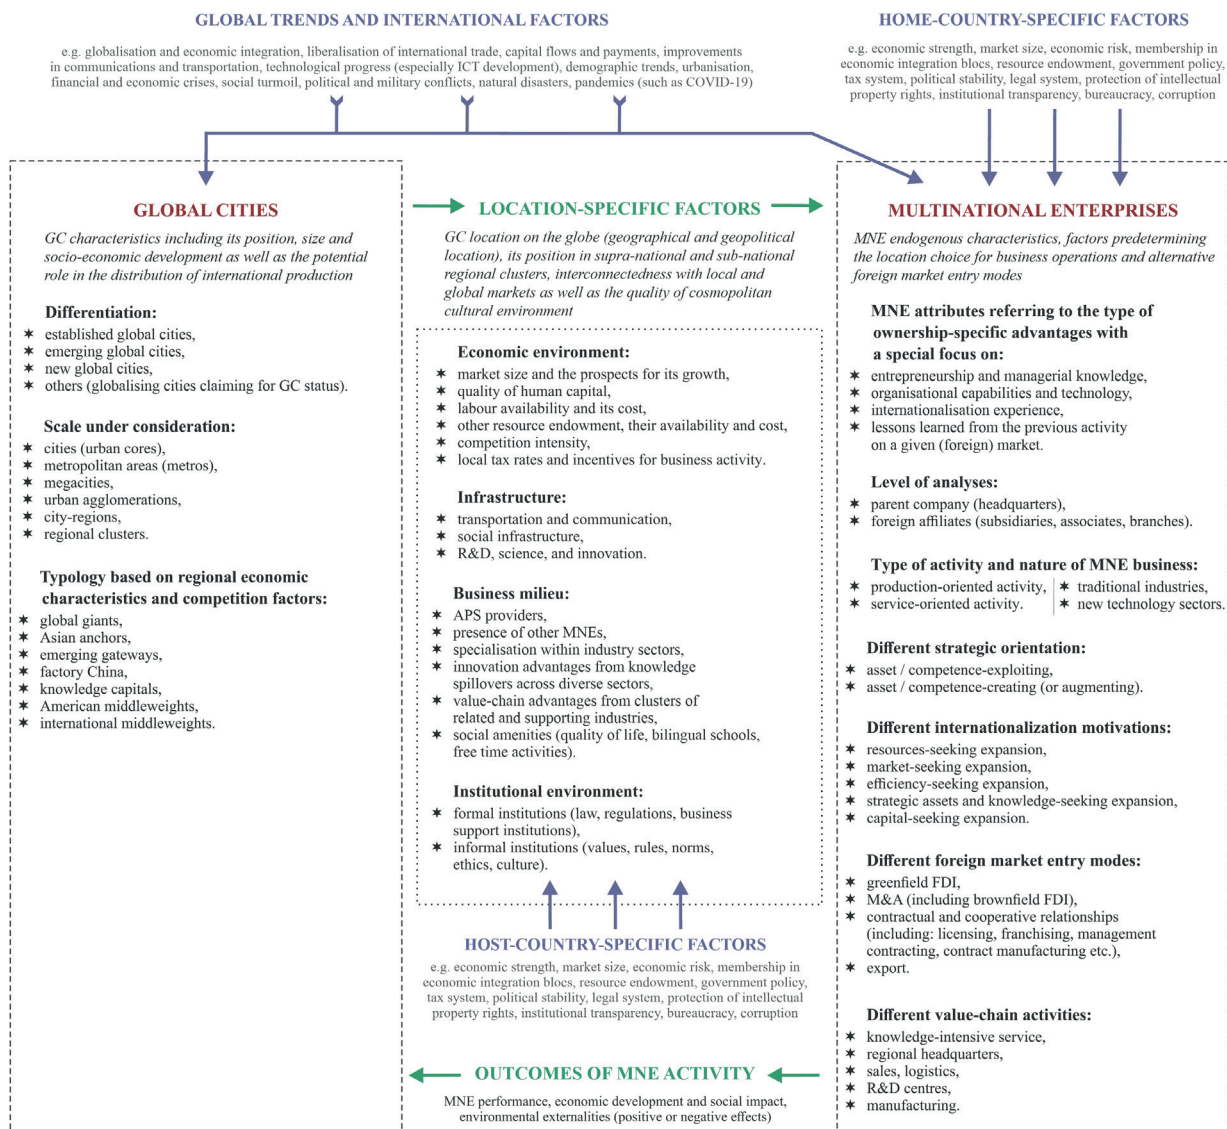 GLOBAL TRENDS AND INTERNATIONAL FACTORS
e.g. globalisation and economic integration, liberalisation of international trade, capital flows and payments, improvements
in communications and transportation, technological progress (especially ICT development), demographic trends, urbanisation,
financial and economic crises, social turmoil, political and military conflicts, natural disasters, pandemics (such as COVID-19)
HOME-COUNTRY-SPECIFIC FACTORS
e.g. economic strength, market size, economic risk, membership in
economic integration blocs, resource endowment, government policy,
tax system, political stability, legal system, protection of intellectual
property rights, institutional transparency, bureaucracy, corruption
GLOBAL CITIES
GC characteristics including its position, size and
socio-economic development as well as the potential
role in the distribution of international production
Differentiation:
✶ established global cities,
✶ emerging global cities,
✶ new global cities,
✶ others (globalising cities claiming for GC status).
Scale under consideration:
✶ cities (urban cores),
✶ metropolitan areas (metros),
✶ megacities,
✶ urban agglomerations,
✶ city-regions,
✶ regional clusters.
Typology based on regional economic
characteristics and competition factors:
✶ global giants,
✶ Asian anchors,
✶ emerging gateways,
✶ factory China,
✶ knowledge capitals,
✶ American middleweights,
✶ international middleweights.
LOCATION-SPECIFIC FACTORS
GC location on the globe (geographical and geopolitical
location), its position in supra-national and sub-national
regional clusters, interconnectedness with local and
global markets as well as the quality of cosmopolitan
cultural environment
Economic environment:
✶ market size and the prospects for its growth,
✶ quality of human capital,
✶ labour availability and its cost,
✶ other resource endowment, their availability and cost,
✶ competition intensity,
✶ local tax rates and incentives for business activity.
Infrastructure:
✶ transportation and communication,
✶ social infrastructure,
✶ R&D, science, and innovation.
Business milieu:
✶ APS providers,
✶ presence of other MNEs,
✶ specialisation within industry sectors,
✶ innovation advantages from knowledge
spillovers across diverse sectors,
✶ value-chain advantages from clusters of
related and supporting industries,
✶ social amenities (quality of life, bilingual schools,
free time activities).
Institutional environment:
✶ formal institutions (law, regulations, business
support institutions),
✶ informal institutions (values, rules, norms,
ethics, culture).
HOST-COUNTRY-SPECIFIC FACTORS
e.g. economic strength, market size, economic risk, membership in
economic integration blocs, resource endowment, government policy,
tax system, political stability, legal system, protection of intellectual
property rights, institutional transparency, bureaucracy, corruption
OUTCOMES OF MNE ACTIVITY
MNE performance, economic development and social impact,
environmental externalities (positive or negative effects)
MULTINATIONAL ENTERPRISES
MNE endogenous characteristics, factors predetermining
the location choice for business operations and alternative
foreign market entry modes
MNE attributes referring to the type of
ownership-specific advantages with
a special focus on:
✶ entrepreneurship and managerial knowledge,
✶ organisational capabilities and technology,
✶ internationalisation experience,
✶ lessons learned from the previous activity
on a given (foreign) market.
Level of analyses:
✶ parent company (headquarters),
✶ foreign affiliates (subsidiaries, associates, branches).
Type of activity and nature of MNE business:
✶ production-oriented activity, ✶ traditional industries,
✶ service-oriented activity. ✶ new technology sectors.
Different strategic orientation:
✶ asset / competence-exploiting,
✶ asset / competence-creating (or augmenting).
Different internationalization motivations:
✶ resources-seeking expansion,
✶ market-seeking expansion,
✶ efficiency-seeking expansion,
✶ strategic assets and knowledge-seeking expansion,
✶ capital-seeking expansion.
Different foreign market entry modes:
✶ greenfield FDI,
✶ M&A (including brownfield FDI),
✶ contractual and cooperative relationships
(including: licensing, franchising, management
contracting, contract manufacturing etc.),
✶ export.
Different value-chain activities:
✶ knowledge-intensive service,
✶ regional headquarters,
✶ sales, logistics,
✶ R&D centres,
✶ manufacturing.